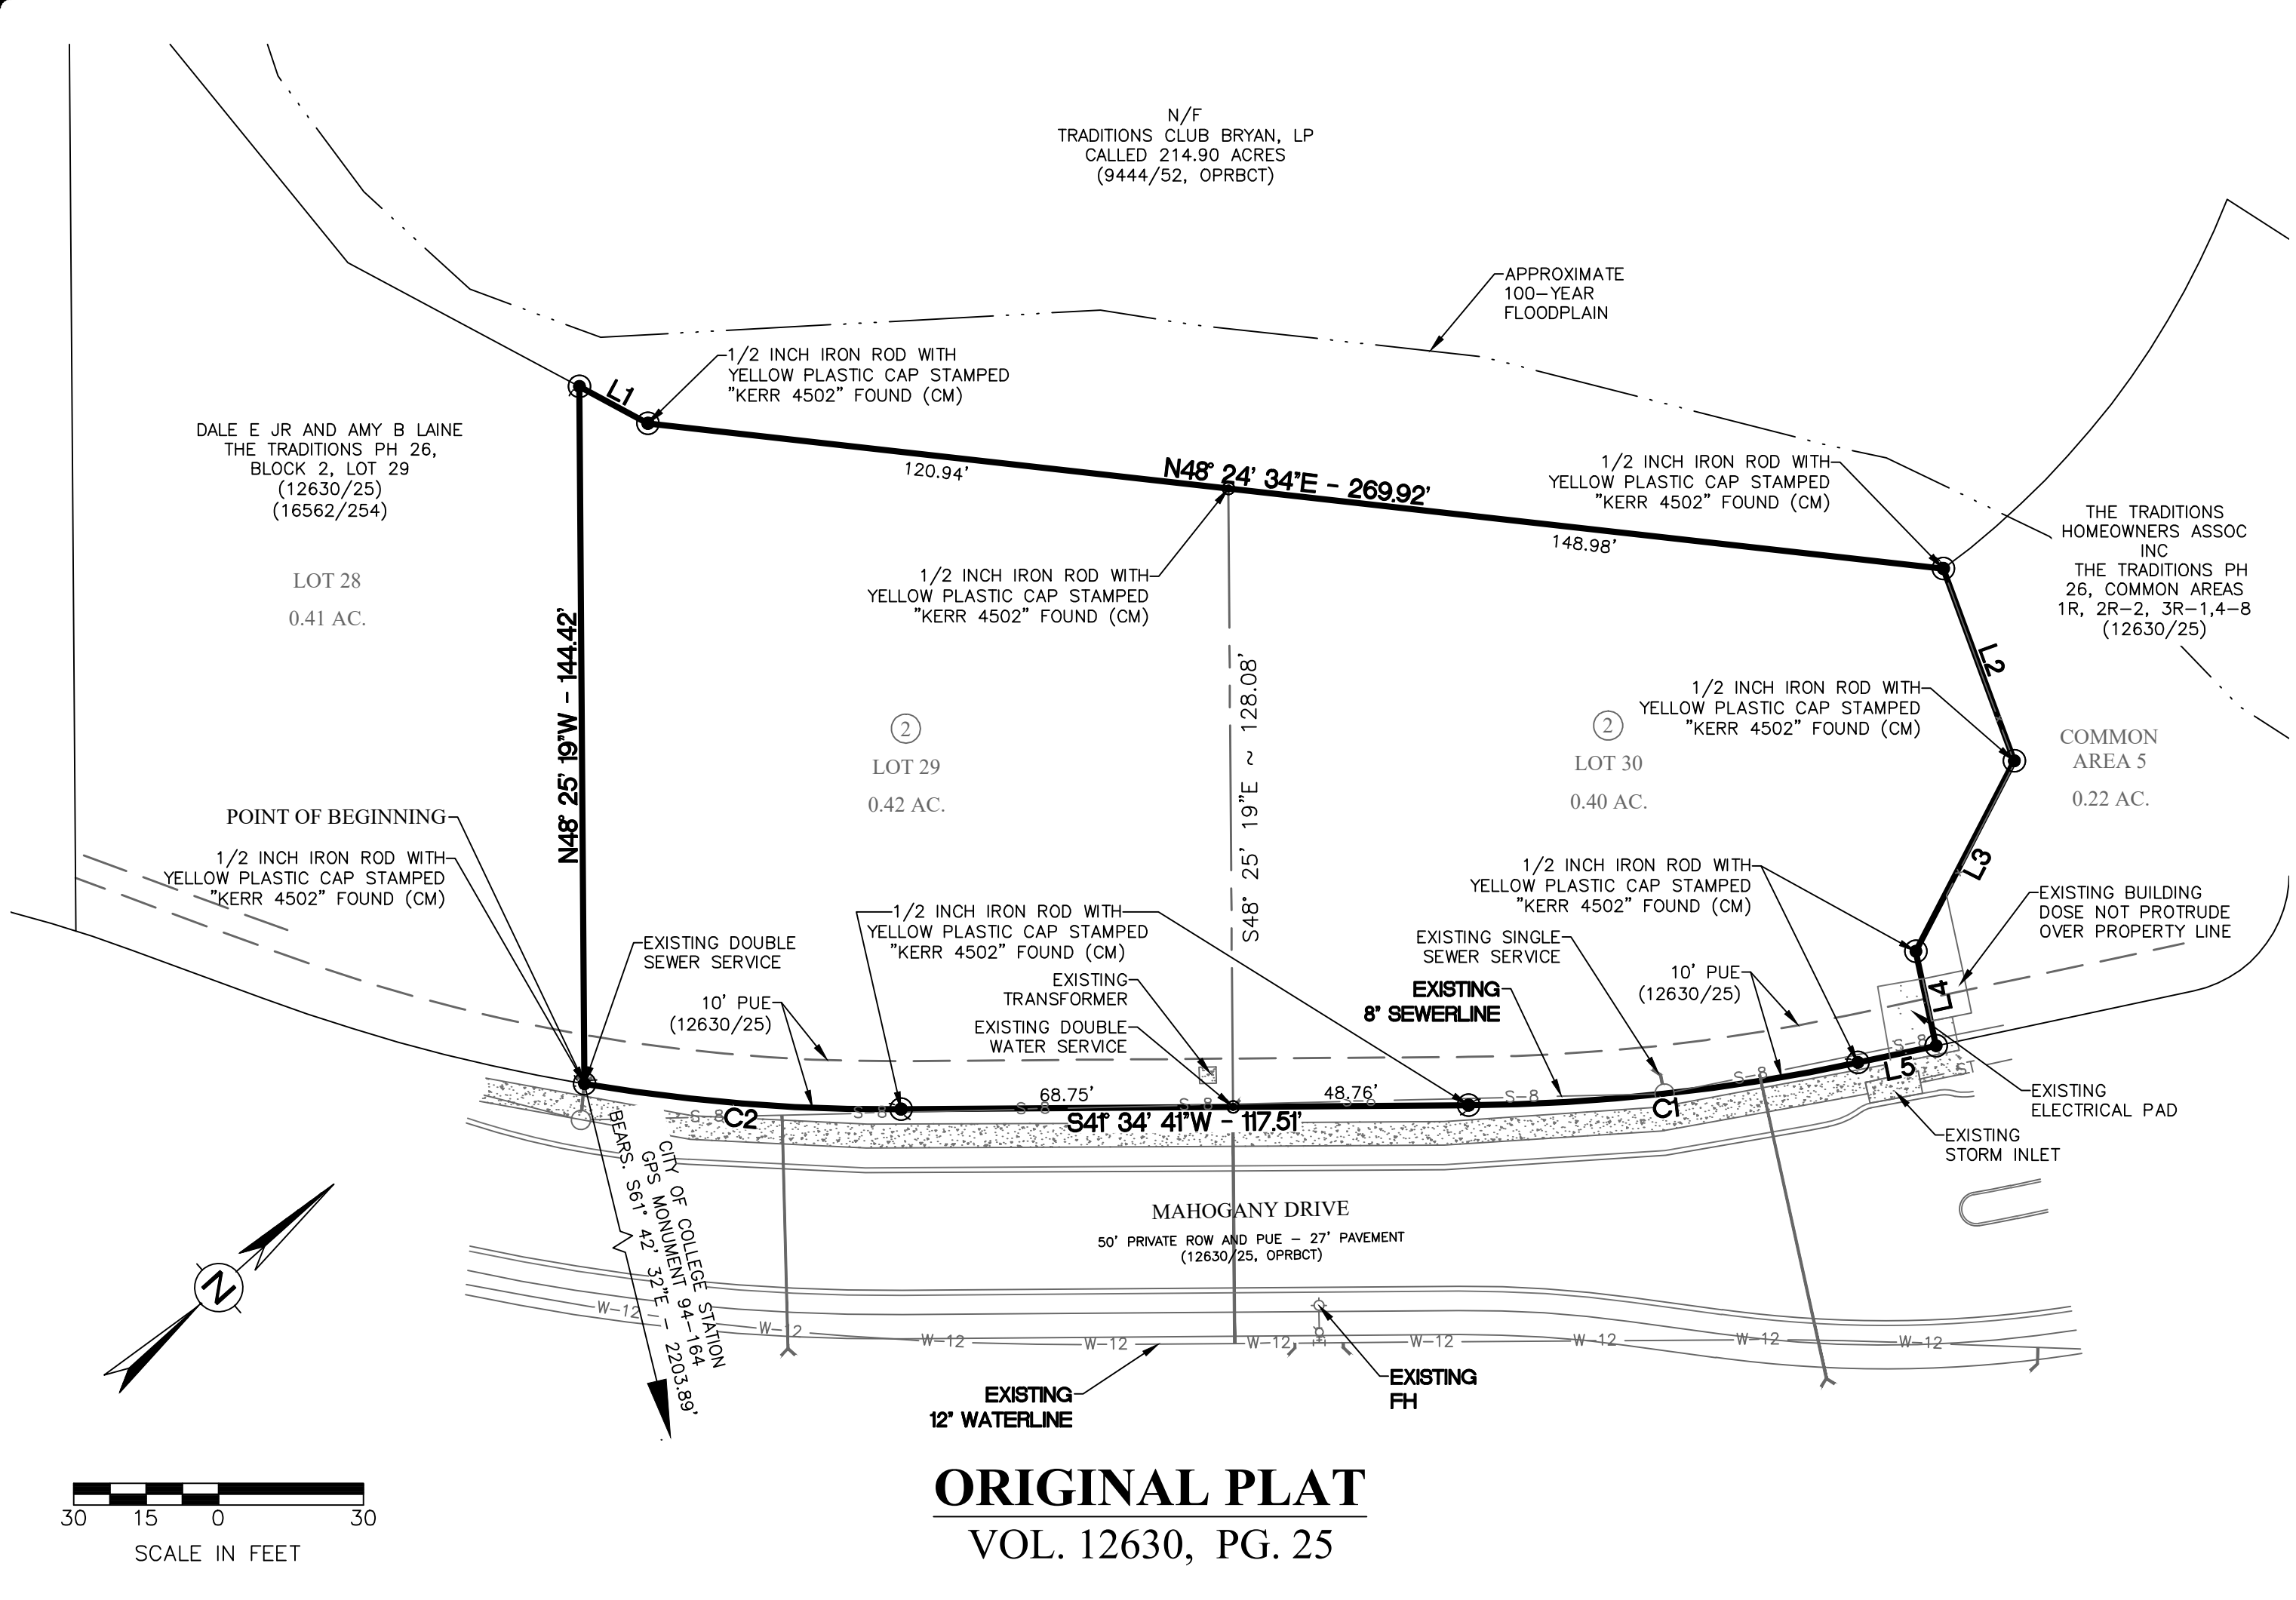 N/F
TRADITIONS CLUB BRYAN, LP
CALLED 214.90 ACRES
(9444/52, OPRBCT)
APPROXIMATE
100-YEAR
FLOODPLAIN
1/2 INCH IRON ROD WITH
YELLOW PLASTIC CAP STAMPED
"KERR 4502" FOUND (CM)
L1
DALE E JR AND AMY B LAINE
THE TRADITIONS PH 26,
BLOCK 2, LOT 29
(12630/25)
(16562/254)
LOT 28
0.41 AC.
120.94'
N48° 24' 34"E - 269.92'
148.98'
1/2 INCH IRON ROD WITH
YELLOW PLASTIC CAP STAMPED
"KERR 4502" FOUND (CM)
THE TRADITIONS
HOMEOWNERS ASSOC
INC
THE TRADITIONS PH
26, COMMON AREAS
1R, 2R-2, 3R-1,4-8
(12630/25)
1/2 INCH IRON ROD WITH
YELLOW PLASTIC CAP STAMPED
"KERR 4502" FOUND (CM)
N48° 25' 19"W - 144.42'
S48° 25' 19"E ~ 128.08'
L2
1/2 INCH IRON ROD WITH
YELLOW PLASTIC CAP STAMPED
"KERR 4502" FOUND (CM)
2
LOT 29
0.42 AC.
2
LOT 30
0.40 AC.
COMMON
AREA 5
0.22 AC.
L3
POINT OF BEGINNING
1/2 INCH IRON ROD WITH
YELLOW PLASTIC CAP STAMPED
"KERR 4502" FOUND (CM)
1/2 INCH IRON ROD WITH
YELLOW PLASTIC CAP STAMPED
"KERR 4502" FOUND (CM)
EXISTING BUILDING
DOSE NOT PROTRUDE
OVER PROPERTY LINE
1/2 INCH IRON ROD WITH
YELLOW PLASTIC CAP STAMPED
"KERR 4502" FOUND (CM)
EXISTING DOUBLE
SEWER SERVICE
EXISTING SINGLE
SEWER SERVICE
EXISTING
TRANSFORMER
10' PUE
(12630/25)
10' PUE
(12630/25)
EXISTING
8" SEWERLINE
EXISTING DOUBLE
WATER SERVICE
L4
L5
S-8
S-8
S-8
S-8
S-8
S-8
S-8
S-8
ST
68.75'
48.76'
C2
C1
S41° 34' 41"W - 117.51'
EXISTING
ELECTRICAL PAD
EXISTING
STORM INLET
CITY OF COLLEGE STATION
GPS MONUMENT 94-164
BEARS: S61° 42' 32"E - 2203.89'
MAHOGANY DRIVE
50' PRIVATE ROW AND PUE - 27' PAVEMENT
(12630/25, OPRBCT)
N
W-12
W-12
W-12
W-12
W-12
W-12
W-12
W-12
W-12
EXISTING
12" WATERLINE
EXISTING
FH
ORIGINAL PLAT
VOL. 12630, PG. 25
30 15 0 30
SCALE IN FEET